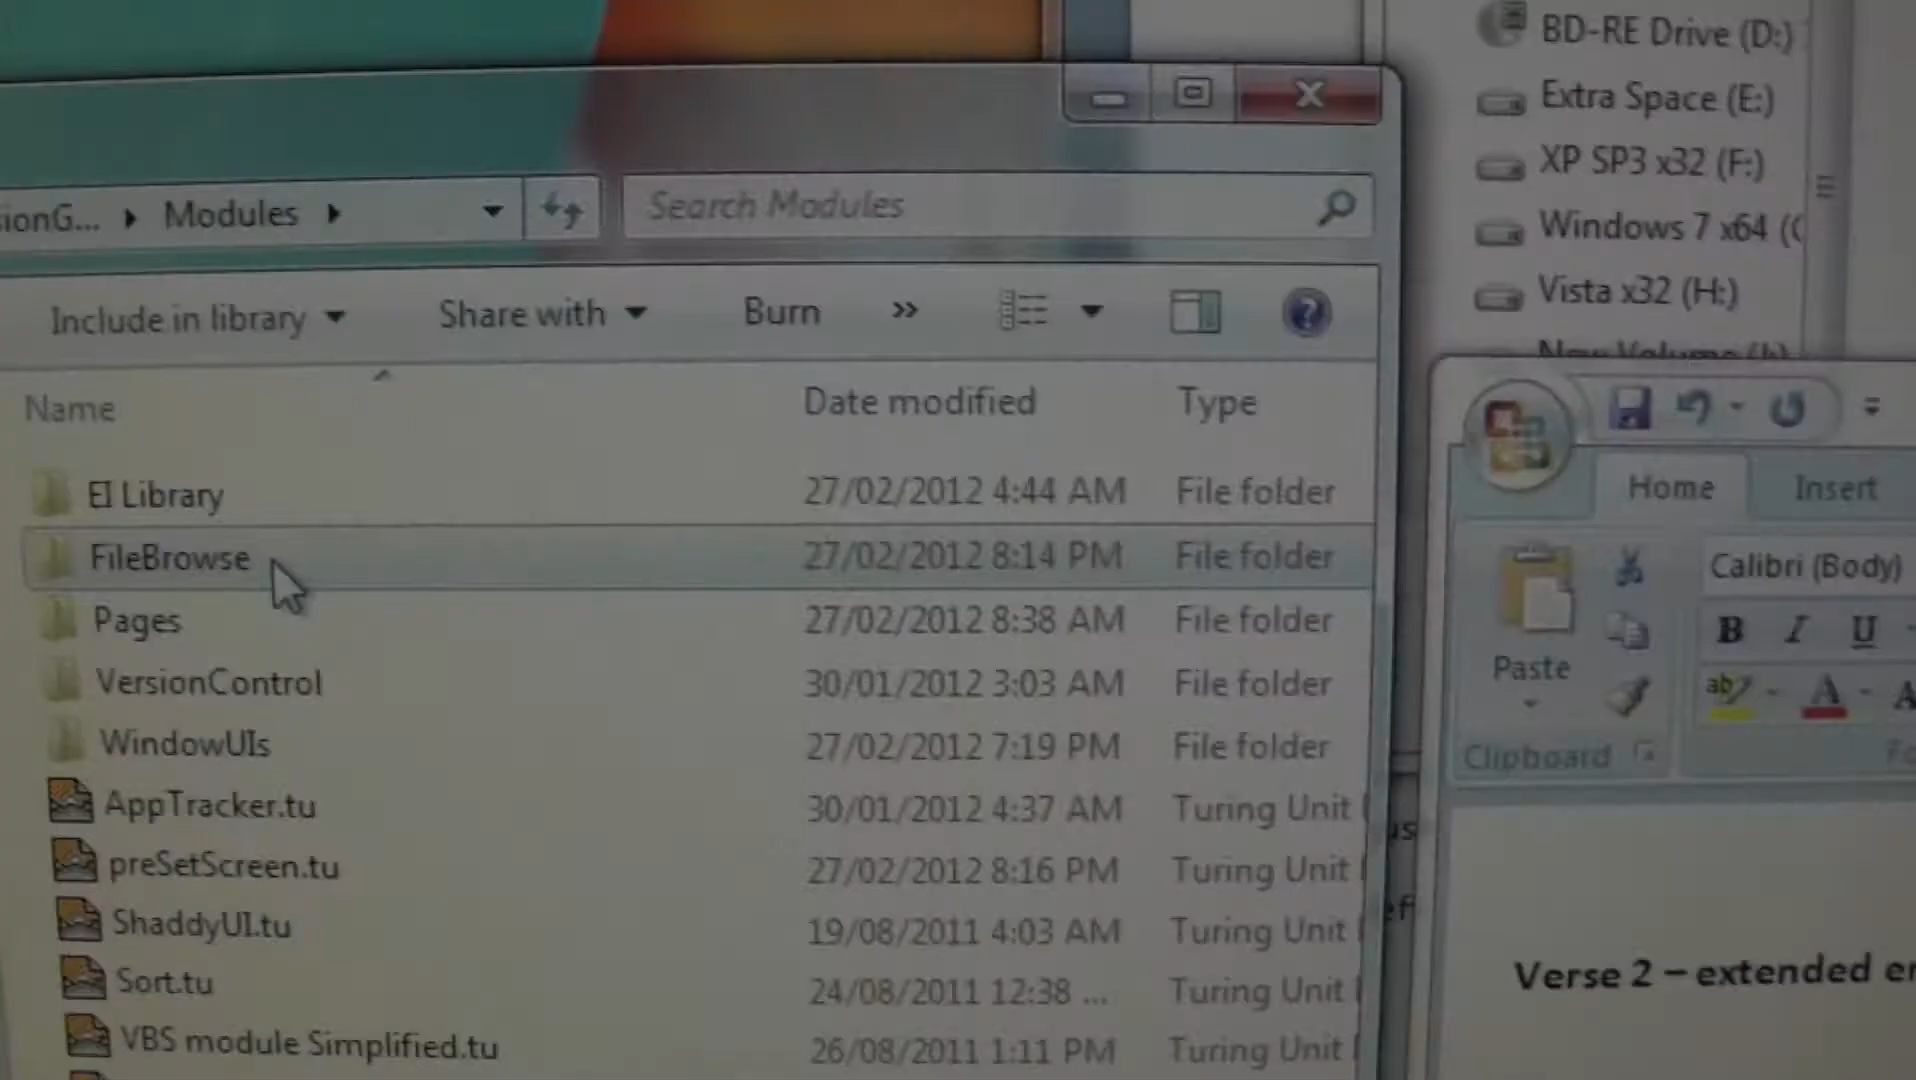 BD-RE Drive (D:)
Extra Space (E:)
XP SP3 x32 (F:)
Windows 7 x64 (
Vista x32 (H:)
New Volume
ionG... Modules
Search Modules
Include in library Share with Burn »
Name Date modified Type
EI Library 27/02/2012 4:44 AM File folder
FileBrowse 27/02/2012 8:14 PM File folder
Pages 27/02/2012 8:38 AM File folder
VersionControl 30/01/2012 3:03 AM File folder
WindowUIs 27/02/2012 7:19 PM File folder
AppTracker.tu 30/01/2012 4:37 AM Turing Unit
preSetScreen.tu 27/02/2012 8:16 PM Turing Unit
ShaddyUI.tu 19/08/2011 4:03 AM Turing Unit
Sort.tu 24/08/2011 12:38 ... Turing Unit
VBS module Simplified.tu 26/08/2011 1:11 PM Turing Unit
Home Insert
Calibri (Body)
B I U
Paste
ab A A
Clipboard
Verse 2 – extended